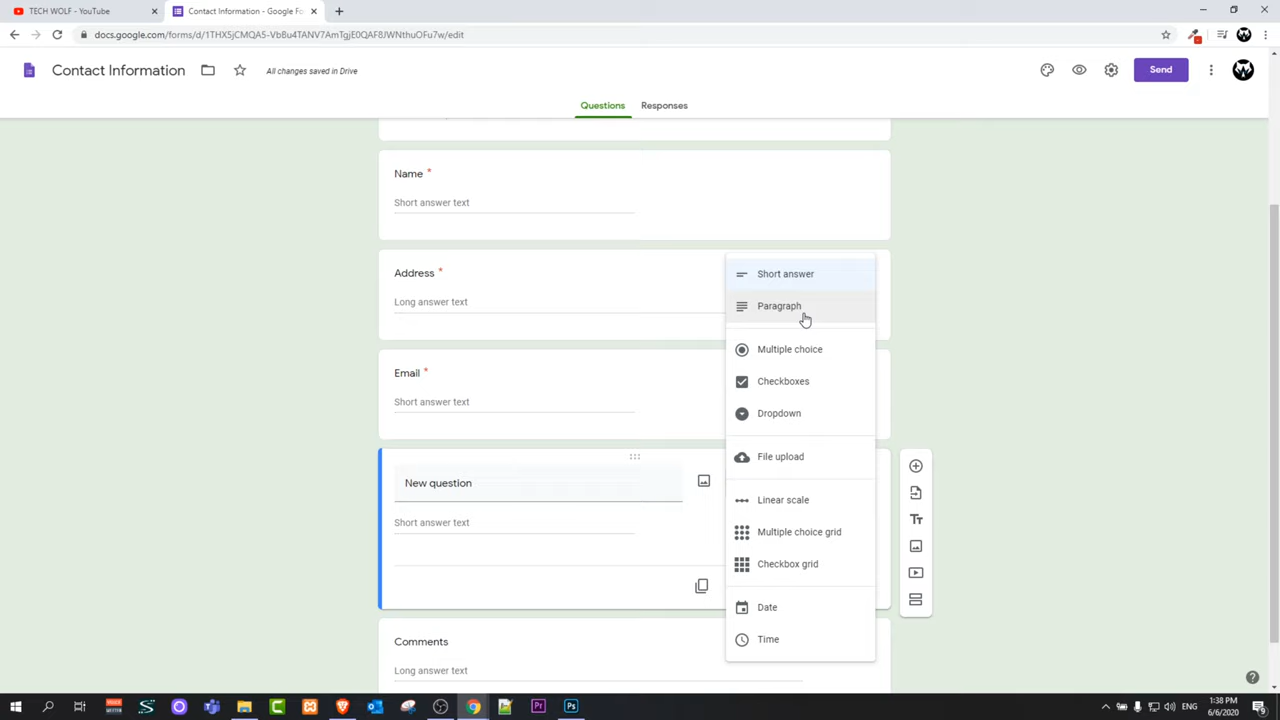 TECH WOLF - YouTube
Contact Information - Google Fo
docs.google.com/forms/d/1THX5jCMQA5-VbBu4TANV7AmTgjE0QAF8JWNthuOFu7w/edit
Contact Information
All changes saved in Drive
Send
Questions
Responses
Name *
Short answer text
Address *
Long answer text
Email *
Short answer text
New question
Short answer text
Comments
Long answer text
Short answer
Paragraph
Multiple choice
Checkboxes
Dropdown
File upload
Linear scale
Multiple choice grid
Checkbox grid
Date
Time
ENG
1:38 PM
6/6/2020